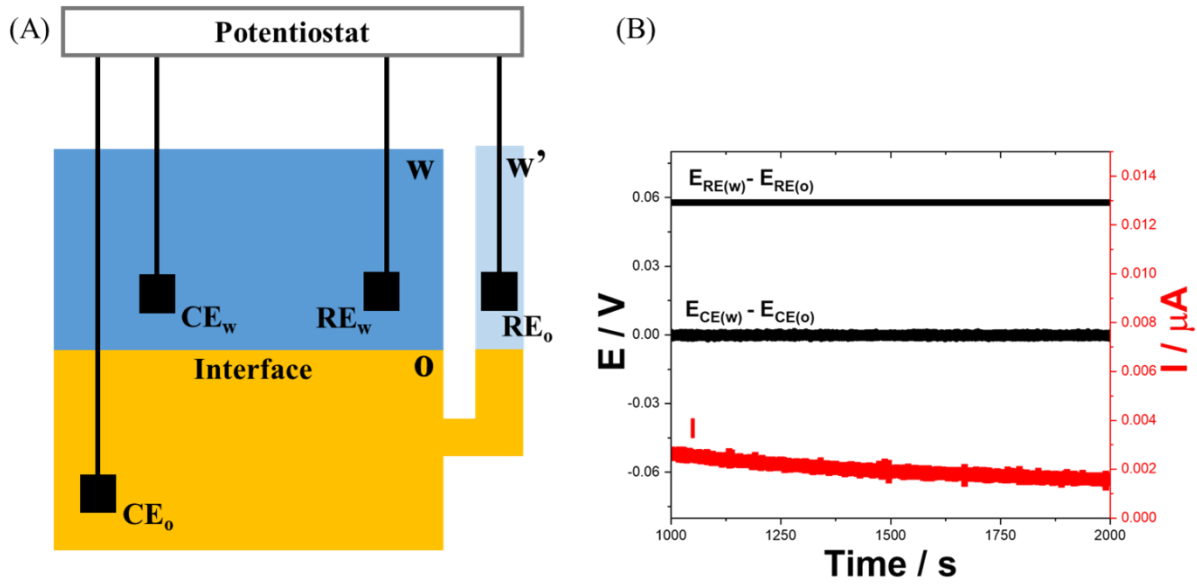 (A)
Potentiostat
w
w’
CEw
REw
REo
Interface
o
CEo
(B)
E / V
0.06
0.03
0.00
-0.03
-0.06
ERE(w)- ERE(o)
ECE(w)- ECE(o)
I
0.014
0.012
0.010
0.008
0.006
0.004
0.002
0.000
I / μA
1000 1250 1500 1750 2000
Time / s